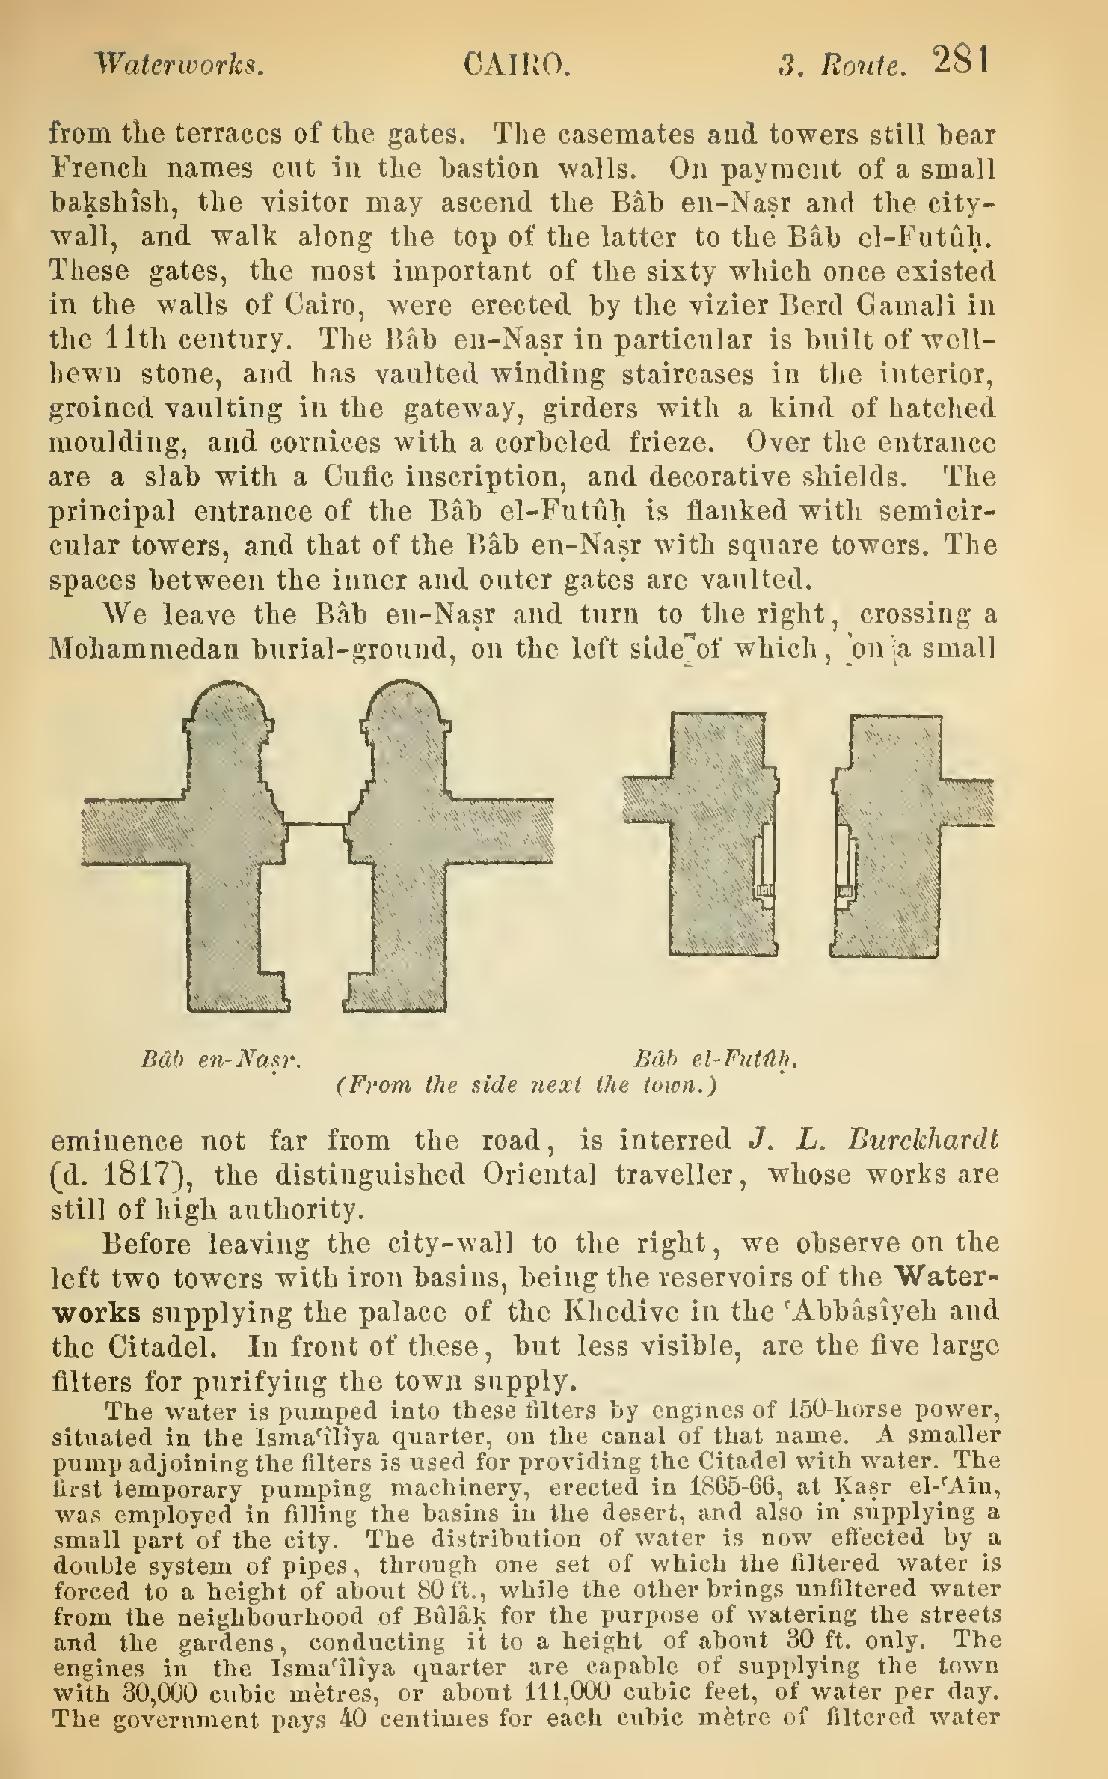 Waterworks. CAIRO. 3. Route. 281
from the terraces of the gates. The casemates and towers still bear
French names cut in the bastion walls. On payment of a small
baḳshîsh, the visitor may ascend the Bâb en-Naṣr and the city-
wall, and walk along the top of the latter to the Bâb el-Futûḥ.
These gates, the most important of the sixty which once existed
in the walls of Cairo, were erected by the vizier Berd Gamali in
the 11th century. The Bâb en-Naṣr in particular is built of well-
hewn stone, and has vaulted winding staircases in the interior,
groined vaulting in the gateway, girders with a kind of hatched
moulding, and cornices with a corbeled frieze. Over the entrance
are a slab with a Cufic inscription, and decorative shields. The
principal entrance of the Bâb el-Futûḥ is flanked with semicir-
cular towers, and that of the Bâb en-Naṣr with square towers. The
spaces between the inner and outer gates are vaulted.
We leave the Bâb en-Naṣr and turn to the right, crossing a
Mohammedan burial-ground, on the left side of which, on a small
Bâb en-Naṣr. Bâb el-Futûḥ.
(From the side next the town.)
eminence not far from the road, is interred J. L. Burckhardt
(d. 1817), the distinguished Oriental traveller, whose works are
still of high authority.
Before leaving the city-wall to the right, we observe on the
left two towers with iron basins, being the reservoirs of the Water-
works supplying the palace of the Khedive in the ʿAbbâsîyeh and
the Citadel. In front of these, but less visible, are the five large
filters for purifying the town supply.
The water is pumped into these filters by engines of 150-horse power,
situated in the Ismaʿîlîya quarter, on the canal of that name. A smaller
pump adjoining the filters is used for providing the Citadel with water. The
first temporary pumping machinery, erected in 1865-66, at Ḳaṣr el-ʿAin,
was employed in filling the basins in the desert, and also in supplying a
small part of the city. The distribution of water is now effected by a
double system of pipes, through one set of which the filtered water is
forced to a height of about 80 ft., while the other brings unfiltered water
from the neighbourhood of Bûlâḳ for the purpose of watering the streets
and the gardens, conducting it to a height of about 30 ft. only. The
engines in the Ismaʿîlîya quarter are capable of supplying the town
with 30,000 cubic mètres, or about 111,000 cubic feet, of water per day.
The government pays 40 centimes for each cubic mètre of filtered water